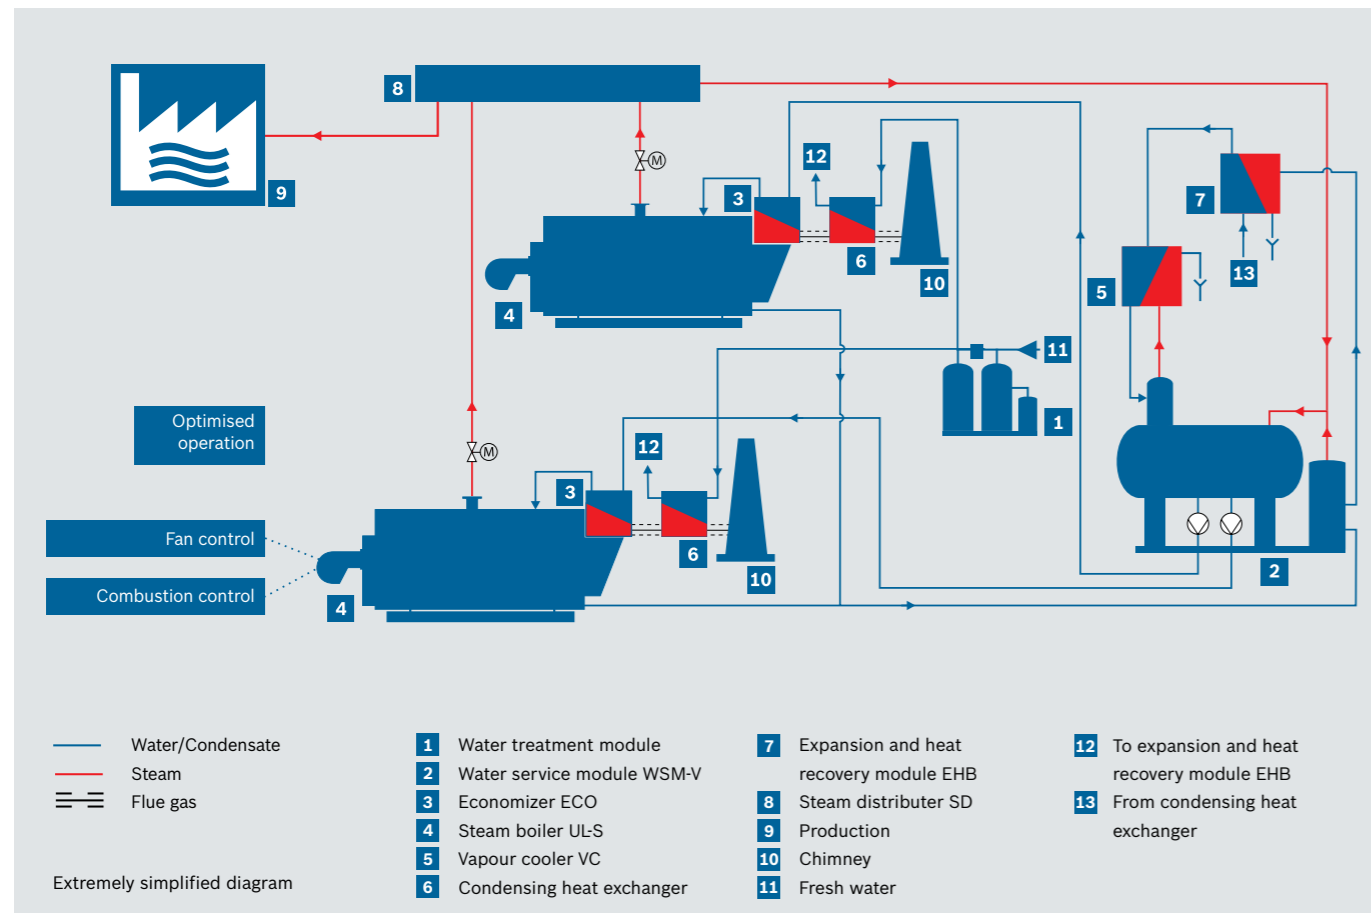 8
12
7
9
3
M
13
5
6
10
4
11
1
Optimised
operation
M
12
3
Fan control
6
10
2
Combustion control
4
Water/Condensate
Steam
Flue gas
Extremely simplified diagram
1 Water treatment module
2 Water service module WSM-V
3 Economizer ECO
4 Steam boiler UL-S
5 Vapour cooler VC
6 Condensing heat exchanger
7 Expansion and heat
recovery module EHB
8 Steam distributer SD
9 Production
10 Chimney
11 Fresh water
12 To expansion and heat
recovery module EHB
13 From condensing heat
exchanger